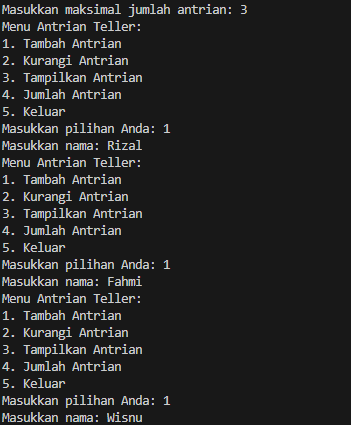 Masukkan maksimal jumlah antrian: 3
Menu Antrian Teller:
1. Tambah Antrian
2. Kurangi Antrian
3. Tampilkan Antrian
4. Jumlah Antrian
5. Keluar
Masukkan pilihan Anda: 1
Masukkan nama: Rizal
Menu Antrian Teller:
1. Tambah Antrian
2. Kurangi Antrian
3. Tampilkan Antrian
4. Jumlah Antrian
5. Keluar
Masukkan pilihan Anda: 1
Masukkan nama: Fahmi
Menu Antrian Teller:
1. Tambah Antrian
2. Kurangi Antrian
3. Tampilkan Antrian
4. Jumlah Antrian
5. Keluar
Masukkan pilihan Anda: 1
Masukkan nama: Wisnu